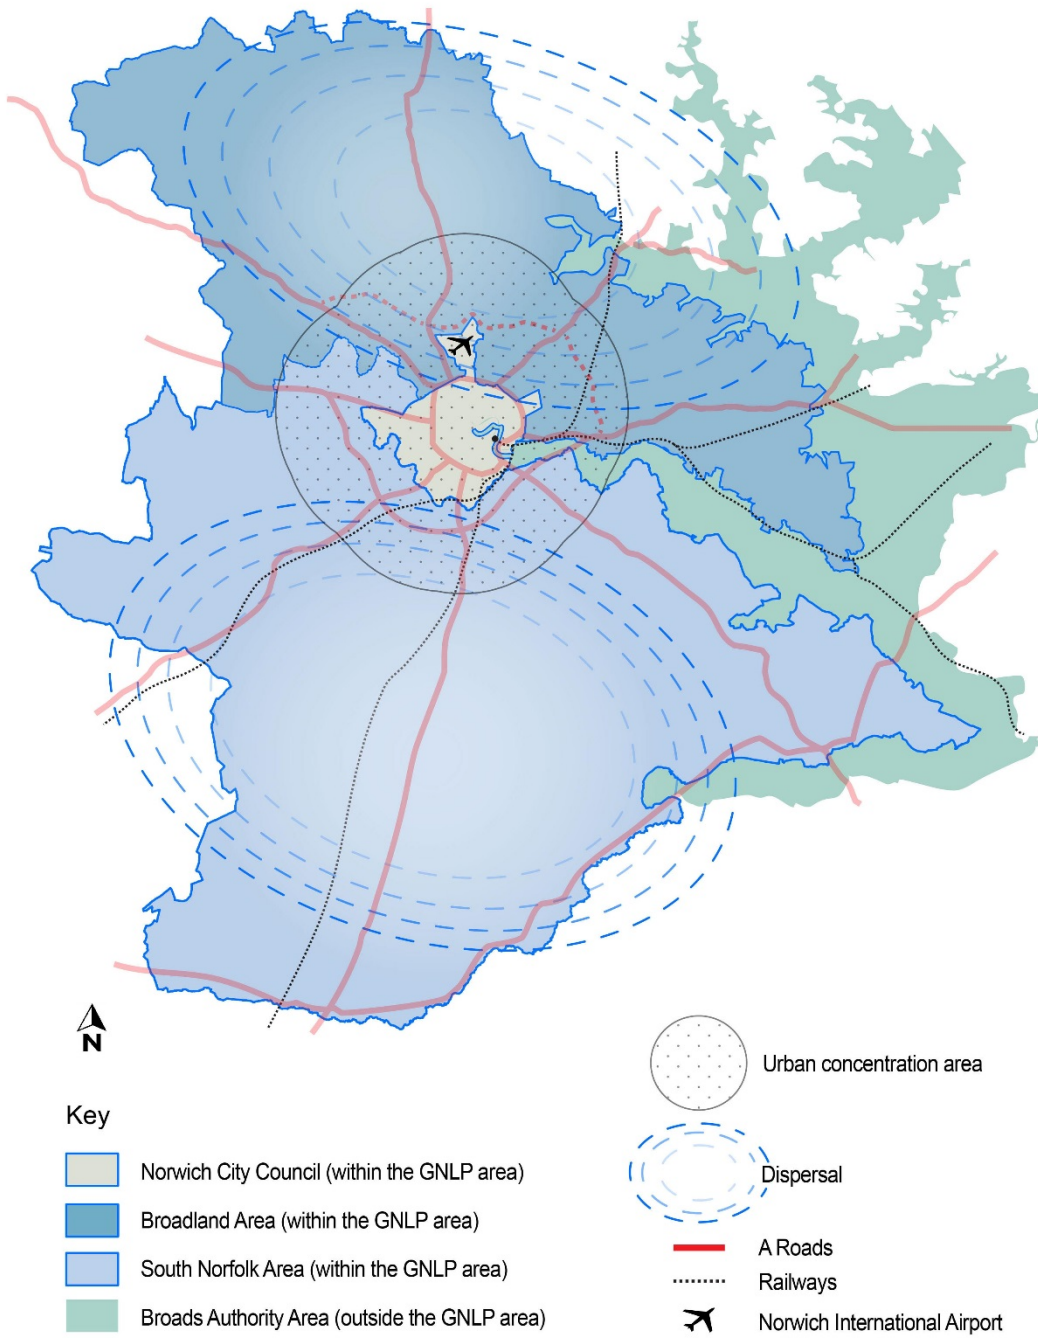 N
Key
Norwich City Council (within the GNLP area)
Broadland Area (within the GNLP area)
South Norfolk Area (within the GNLP area)
Broads Authority Area (outside the GNLP area)
Urban concentration area
Dispersal
A Roads
Railways
Norwich International Airport